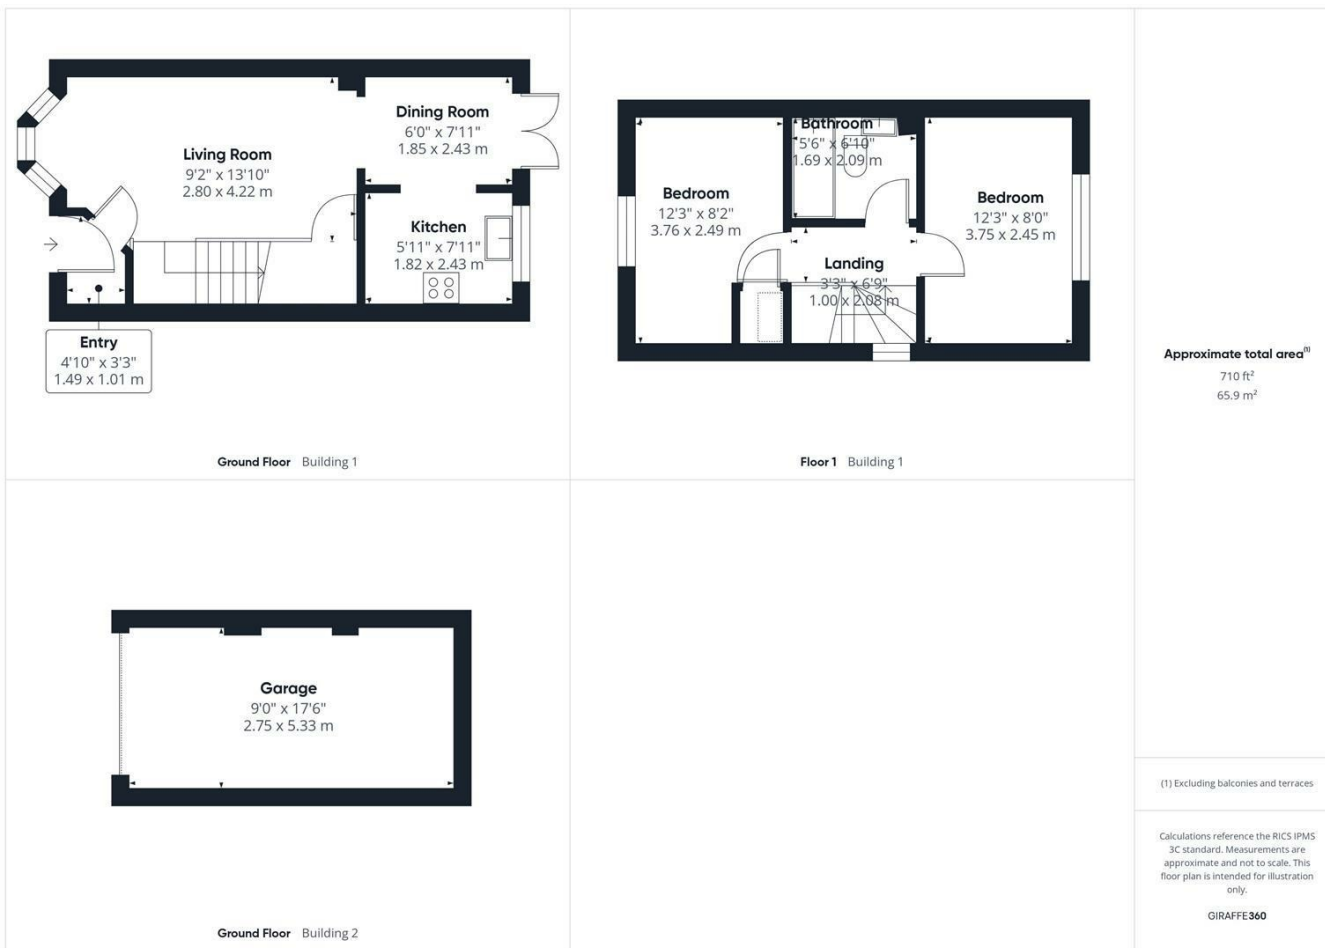 Living Room
9'2" x 13'10"
2.80 x 4.22 m
Dining Room
6'0" x 7'11"
1.85 x 2.43 m
Kitchen
5'11" x 7'11"
1.82 x 2.43 m
Entry
4'10" x 3'3"
1.49 x 1.01 m
Ground Floor Building 1
Bedroom
12'3" x 8'2"
3.76 x 2.49 m
Bathroom
5'6" x 6'10"
1.69 x 2.09 m
Bedroom
12'3" x 8'0"
3.75 x 2.45 m
Landing
3'3" x 6'9"
1.00 x 2.08 m
Floor 1 Building 1
Garage
9'0" x 17'6"
2.75 x 5.33 m
Ground Floor Building 2
Approximate total area(1)
710 ft²
65.9 m²
(1) Excluding balconies and terraces
Calculations reference the RICS IPMS
3C standard. Measurements are
approximate and not to scale. This
floor plan is intended for illustration
only.
GIRAFFE360